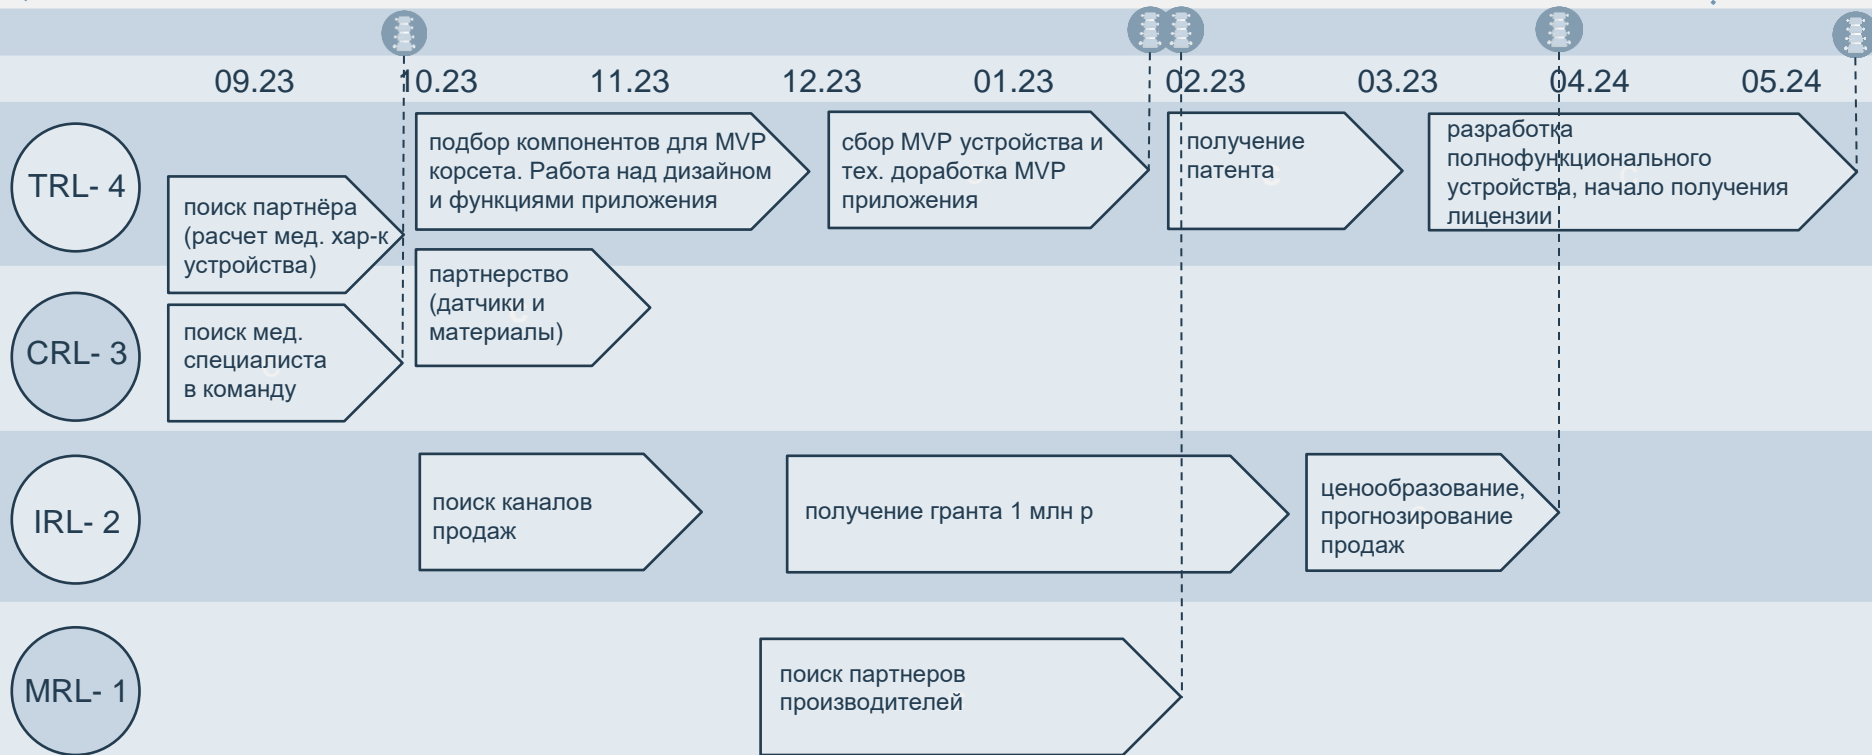 09.23 10.23 11.23 12.23 01.23 02.23 03.23 04.24 05.24
TRL- 4
поиск партнёра
(расчет мед. хар-к
устройства)
подбор компонентов для MVP
корсета. Работа над дизайном
и функциями приложения
сбор MVP устройства и
тех. доработка MVP
приложения
получение
патента
разработка
полнофункционального
устройства, начало получения
лицензии
CRL- 3
поиск мед.
специалиста
в команду
партнерство
(датчики и
материалы)
IRL- 2
поиск каналов
продаж
получение гранта 1 млн р
ценообразование,
прогнозирование
продаж
MRL- 1
поиск партнеров
производителей